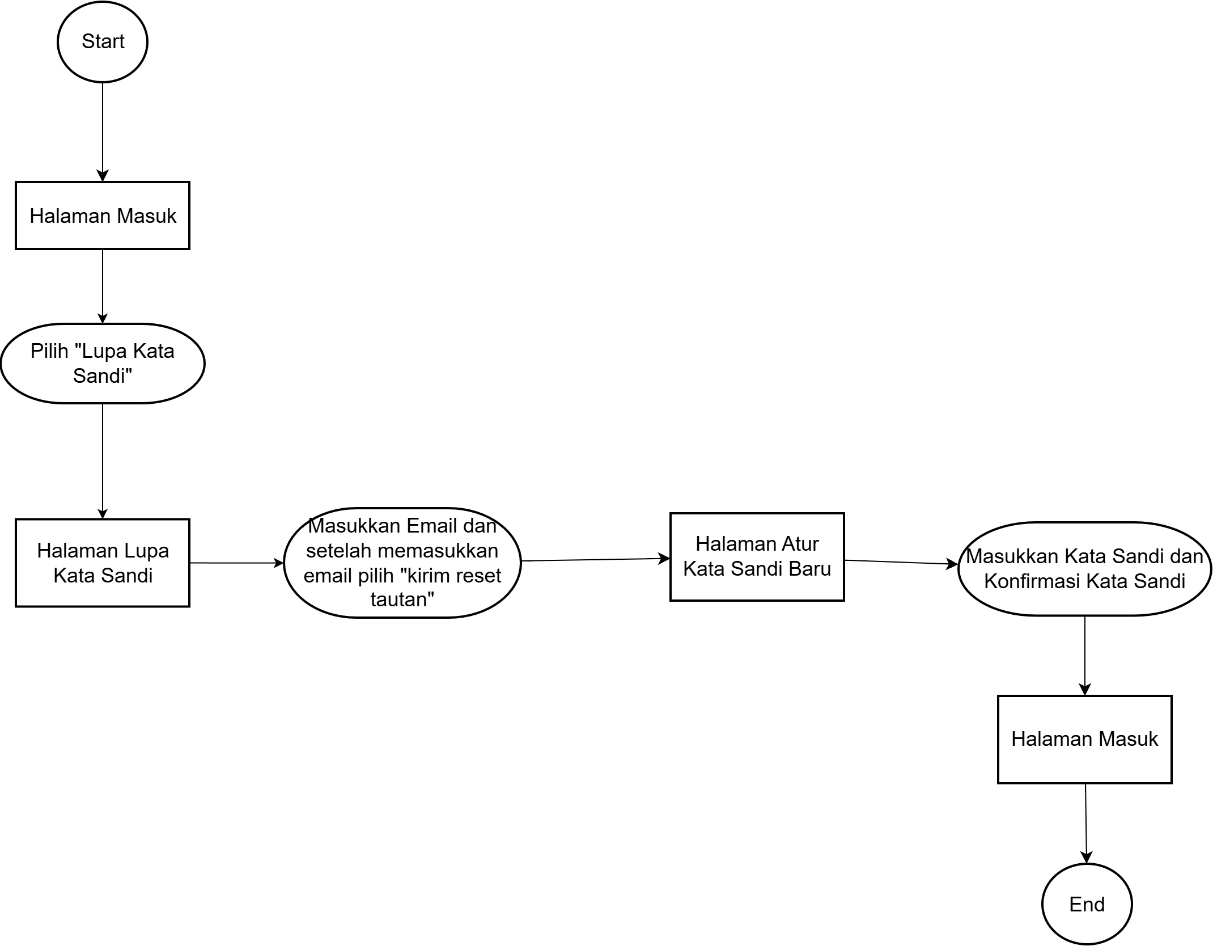 Start
Halaman Masuk
Pilih "Lupa Kata
Sandi"
Halaman Lupa
Kata Sandi
Masukkan Email dan
setelah memasukkan
email pilih "kirim reset
tautan"
Halaman Atur
Kata Sandi Baru
Masukkan Kata Sandi dan
Konfirmasi Kata Sandi
Halaman Masuk
End